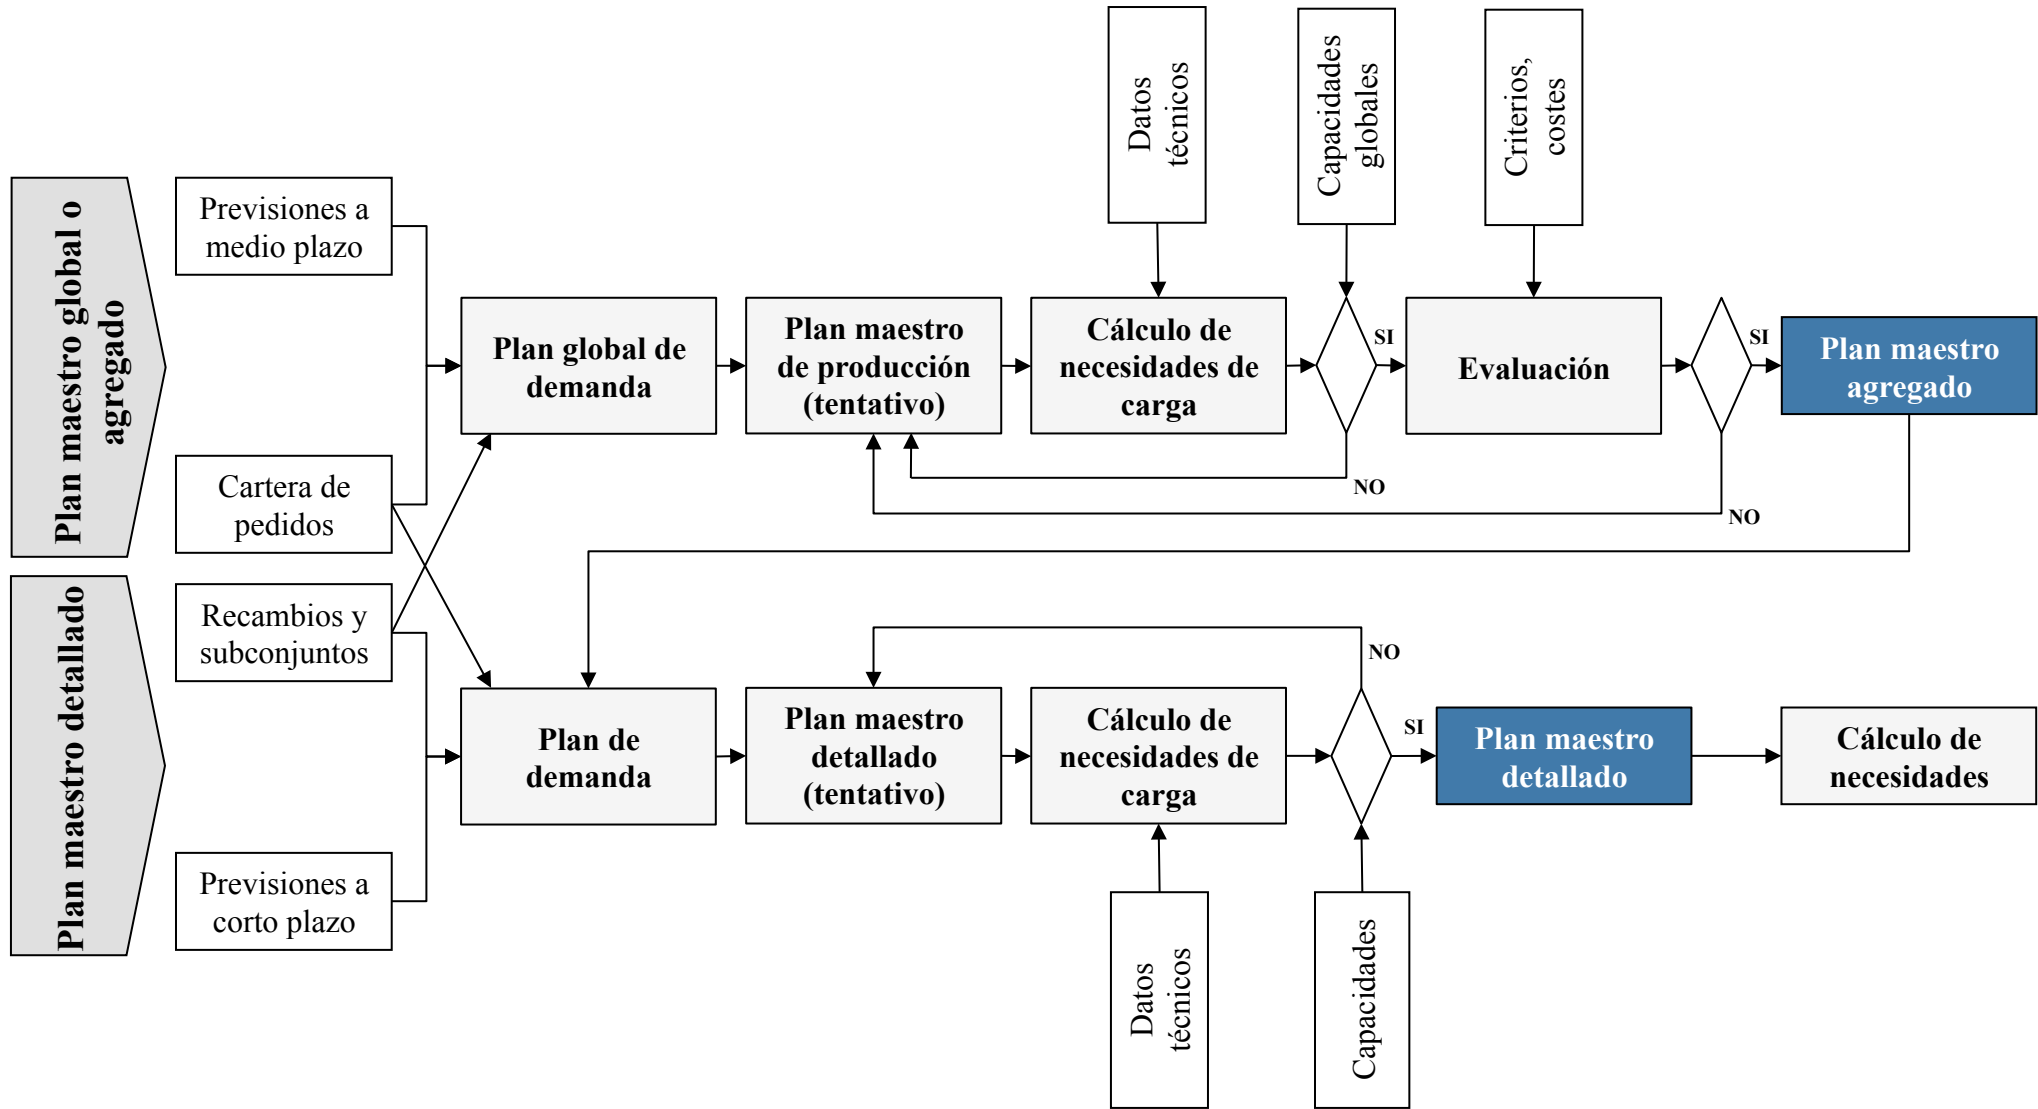 Plan maestro global o
agregado
Previsiones a
medio plazo
Cartera de
pedidos
Plan global de
demanda
Plan maestro
de producción
(tentativo)
Datos
técnicos
Cálculo de
necesidades de
carga
Capacidades
globales
SI
NO
Criterios,
costes
Evaluación
SI
NO
Plan maestro
agregado
Plan maestro detallado
Recambios y
subconjuntos
Previsiones a
corto plazo
Plan de
demanda
Plan maestro
detallado
(tentativo)
Cálculo de
necesidades de
carga
Datos
técnicos
NO
SI
Capacidades
Plan maestro
detallado
Cálculo de
necesidades